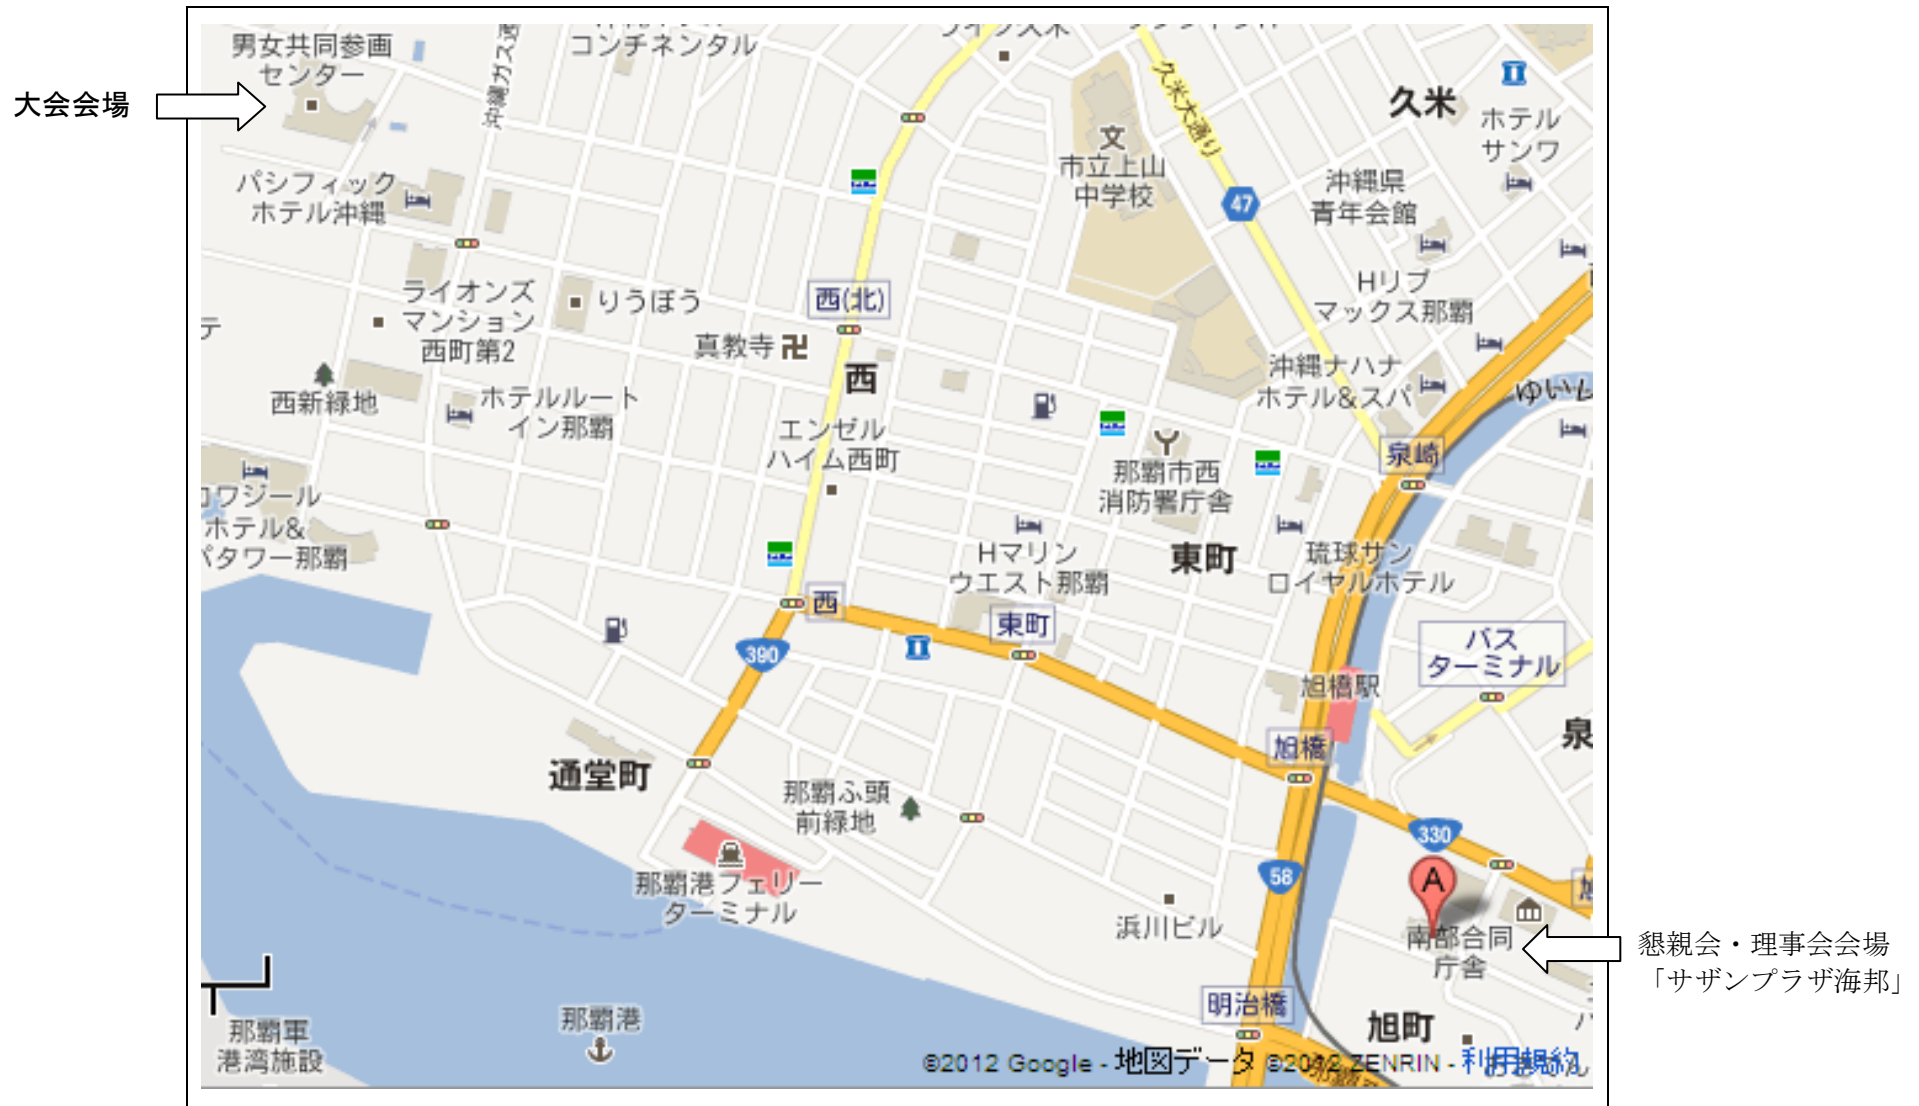 男女共同参画
センター
コンチネンタル
大会会場
沖縄ガス通
久米大通り
久米
ホテル
サンワ
文
市立上山
中学校
パシフィック
ホテル沖縄
47
沖縄県
青年会館
ライオンズ
マンション
西町第2
りうぼう
西(北)
Hリブ
マックス那覇
真教寺
西
西新緑地
ホテルルート
イン那覇
沖縄ナハナ
ホテル&スパ
ゆいレ
エンゼル
ハイム西町
泉崎
那覇市西
消防署庁舎
ロワジール
ホテル&
パタワー那覇
Hマリン
ウエスト那覇
東町
琉球サン
ロイヤルホテル
西
東町
390
バス
ターミナル
旭橋駅
旭橋
泉
通堂町
那覇ふ頭
前緑地
330
58
A
那覇港フェリー
ターミナル
浜川ビル
南部合同
庁舎
懇親会・理事会会場
「サザンプラザ海邦」
明治橋
旭町
那覇軍
港湾施設
那覇港
©2012 Google - 地図データ ©2012 ZENRIN - 利用規約